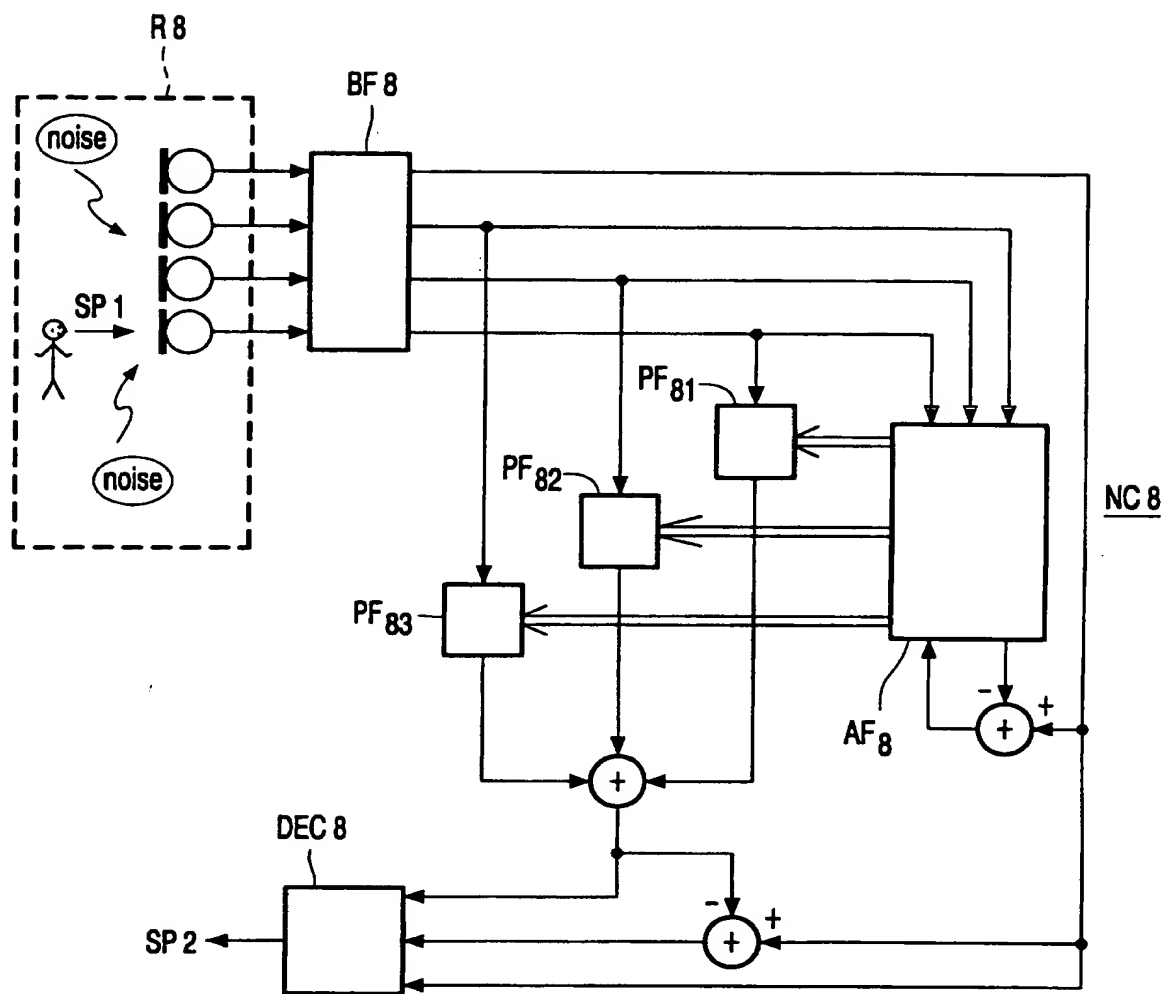 R 8
BF 8
noise
SP 1
noise
PF81
PF82
PF83
NC 8
AF8
- +
+
+
DEC 8
- +
+
SP 2